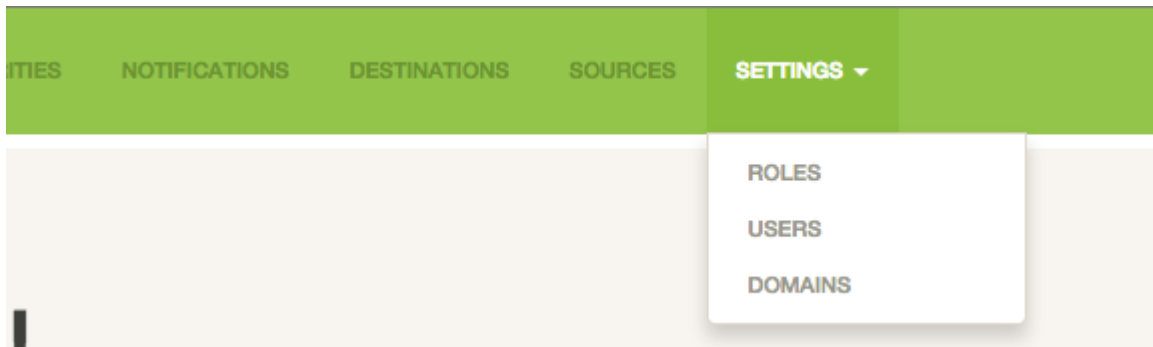 NOTIFICATIONS DESTINATIONS SOURCES SETTINGS
ROLES
USERS
DOMAINS